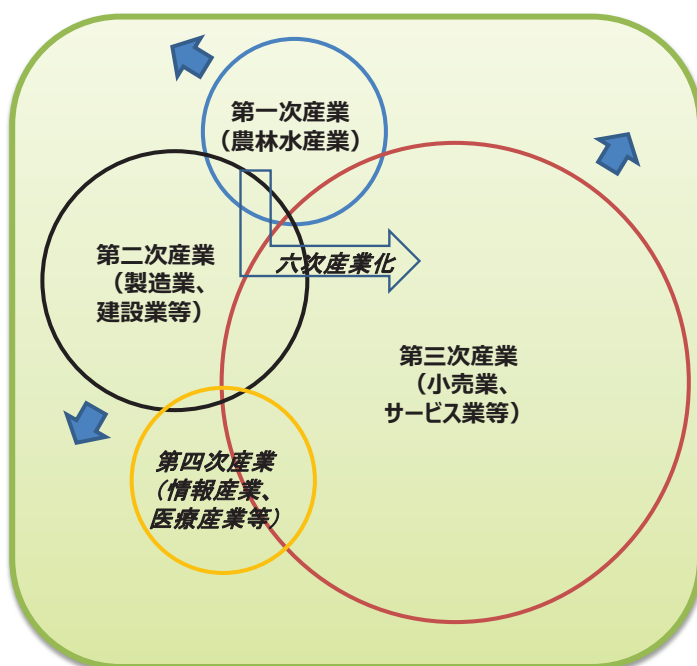 第一次産業
（農林水産業）
第二次産業
（製造業、
建設業等）
六次産業化
第三次産業
（小売業、
サービス業等）
第四次産業
（情報産業、
医療産業等）